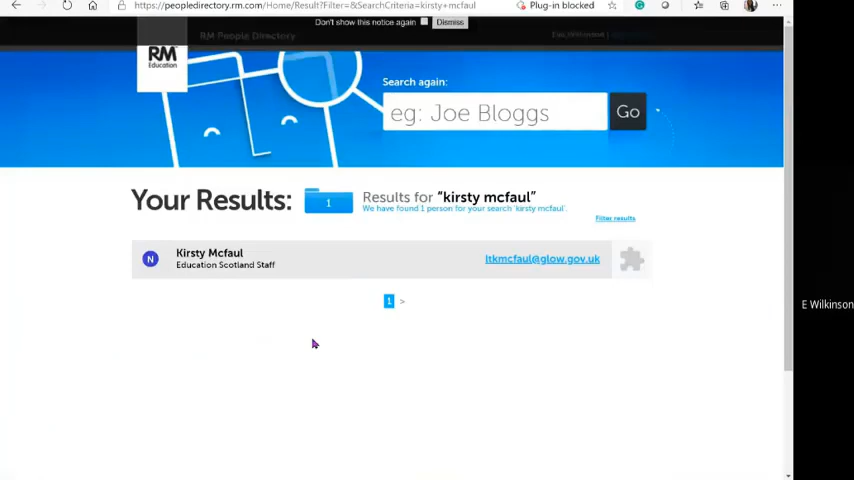 https://peopledirectory.rm.com/Home/Result?Filter=&SearchCriteria=kirsty+mcfaul
Plug-in blocked
Don't show this notice again
Dismiss
RM People Directory
RM
Education
Search again:
eg: Joe Bloggs
Go
Your Results:
1
Results for "kirsty mcfaul"
We have found 1 person for your search 'kirsty mcfaul'.
Filter results
N
Kirsty Mcfaul
Education Scotland Staff
ltkmcfaul@glow.gov.uk
1 >
E Wilkinson